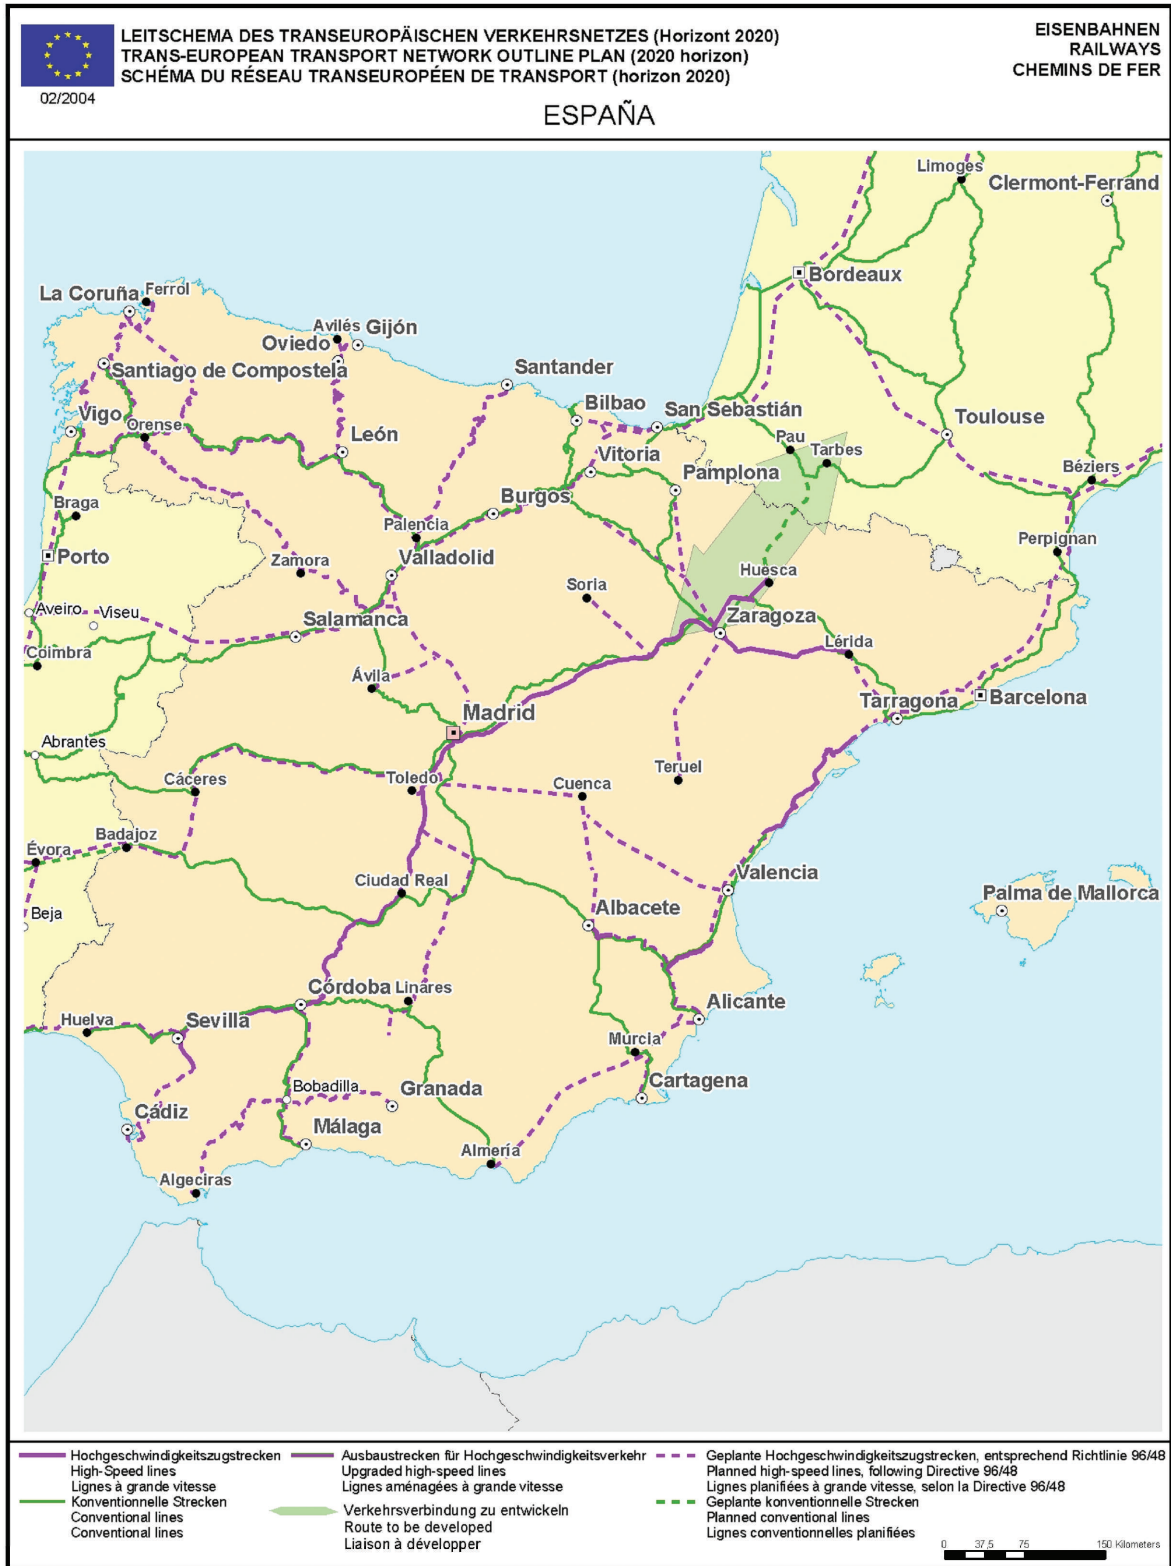 LEITSCHEMA DES TRANSEUROPÄISCHEN VERKEHRSNETZES (Horizont 2020)
TRANS-EUROPEAN TRANSPORT NETWORK OUTLINE PLAN (2020 horizon)
SCHÉMA DU RÉSEAU TRANSEUROPÉEN DE TRANSPORT (horizon 2020)
EISENBAHNEN
RAILWAYS
CHEMINS DE FER
02/2004
ESPAÑA
Limoges
Clermont-Ferrand
Bordeaux
La Coruña
Ferrol
Avilés
Gijón
Oviedo
Santiago de Compostela
Santander
Bilbao
San Sebastián
Vigo
Orense
León
Vitoria
Pamplona
Pau
Tarbes
Toulouse
Béziers
Braga
Burgos
Palencia
Porto
Zamora
Valladolid
Soria
Huesca
Perpignan
Aveiro
Viseu
Salamanca
Zaragoza
Coimbra
Lérida
Ávila
Tarragona
Barcelona
Madrid
Abrantes
Cáceres
Toledo
Cuenca
Teruel
Évora
Badajoz
Ciudad Real
Valencia
Palma de Mallorca
Beja
Albacete
Córdoba
Linares
Alicante
Huelva
Sevilla
Murcia
Bobadilla
Granada
Cartagena
Cádiz
Málaga
Almería
Algeciras
Hochgeschwindigkeitszugstrecken
High-Speed lines
Lignes à grande vitesse
Konventionnelle Strecken
Conventional lines
Conventional lines
Ausbaustrecken für Hochgeschwindigkeitsverkehr
Upgraded high-speed lines
Lignes aménagées à grande vitesse
Verkehrsverbindung zu entwickeln
Route to be developed
Liaison à développer
Geplante Hochgeschwindigkeitszugstrecken, entsprechend Richtlinie 96/48
Planned high-speed lines, following Directive 96/48
Lignes planifiées à grande vitesse, selon la Directive 96/48
Geplante konventionelle Strecken
Planned conventional lines
Lignes conventionnelles planifiées
0 37,5 75 150 Kilometers